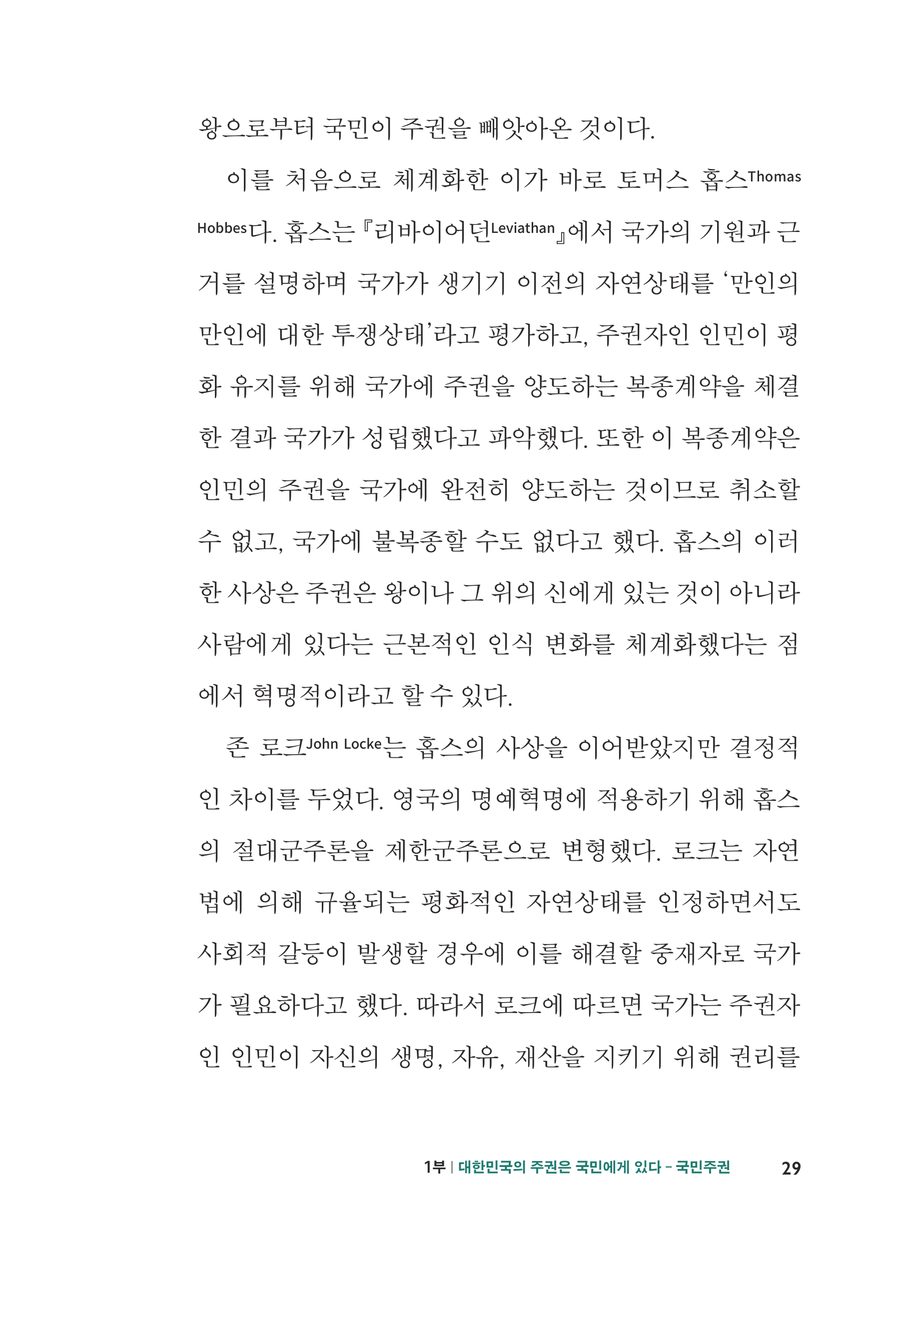 왕으로부터 국민이 주권을 빼앗아온 것이다.
이를 처음으로 체계화한 이가 바로 토머스 홉스Thomas
Hobbes다. 홉스는 『리바이어던Leviathan』에서 국가의 기원과 근
거를 설명하며 국가가 생기기 이전의 자연상태를 ‘만인의
만인에 대한 투쟁상태’라고 평가하고, 주권자인 인민이 평
화 유지를 위해 국가에 주권을 양도하는 복종계약을 체결
한 결과 국가가 성립했다고 파악했다. 또한 이 복종계약은
인민의 주권을 국가에 완전히 양도하는 것이므로 취소할
수 없고, 국가에 불복종할 수도 없다고 했다. 홉스의 이러
한 사상은 주권은 왕이나 그 위의 신에게 있는 것이 아니라
사람에게 있다는 근본적인 인식 변화를 체계화했다는 점
에서 혁명적이라고 할 수 있다.
존 로크John Locke는 홉스의 사상을 이어받았지만 결정적
인 차이를 두었다. 영국의 명예혁명에 적용하기 위해 홉스
의 절대군주론을 제한군주론으로 변형했다. 로크는 자연
법에 의해 규율되는 평화적인 자연상태를 인정하면서도
사회적 갈등이 발생할 경우에 이를 해결할 중재자로 국가
가 필요하다고 했다. 따라서 로크에 따르면 국가는 주권자
인 인민이 자신의 생명, 자유, 재산을 지키기 위해 권리를
1부 | 대한민국의 주권은 국민에게 있다 - 국민주권 29